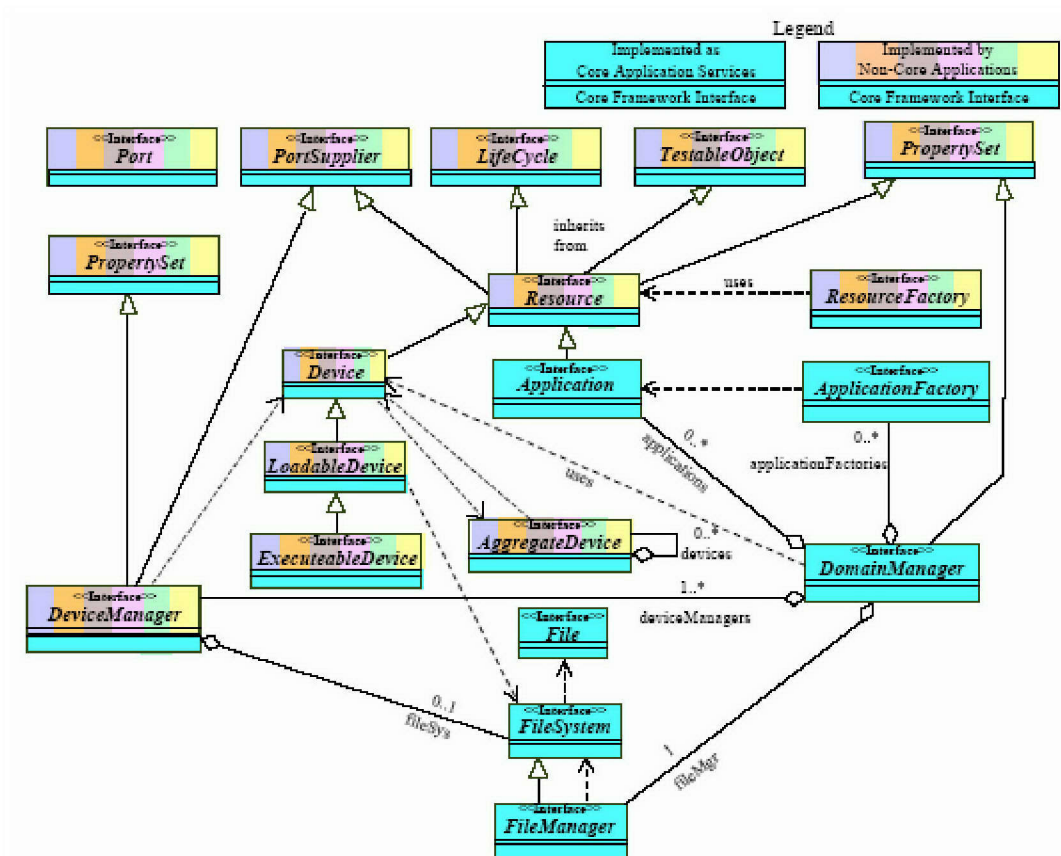 Legend
Implemented as
Core Application Services
Core Framework Interface
Implemented by
Non-Core Applications
Core Framework Interface
<<Interface>>
Port
<<Interface>>
PortSupplier
<<Interface>>
LifeCycle
<<Interface>>
TestableObject
<<Interface>>
PropertySet
inherits
from
<<Interface>>
PropertySet
<<Interface>>
Resource
uses
<<Interface>>
ResourceFactory
<<Interface>>
Device
<<Interface>>
Application
<<Interface>>
ApplicationFactory
0..*
applications
0..*
applicationFactories
<<Interface>>
LoadableDevice
uses
<<Interface>>
ExecuteableDevice
<<Interface>>
AggregateDevice
0..*
devices
<<Interface>>
DomainManager
<<Interface>>
DeviceManager
1..*
deviceManagers
<<Interface>>
File
0..1
fileSys
<<Interface>>
FileSystem
1
fileMgr
<<Interface>>
FileManager